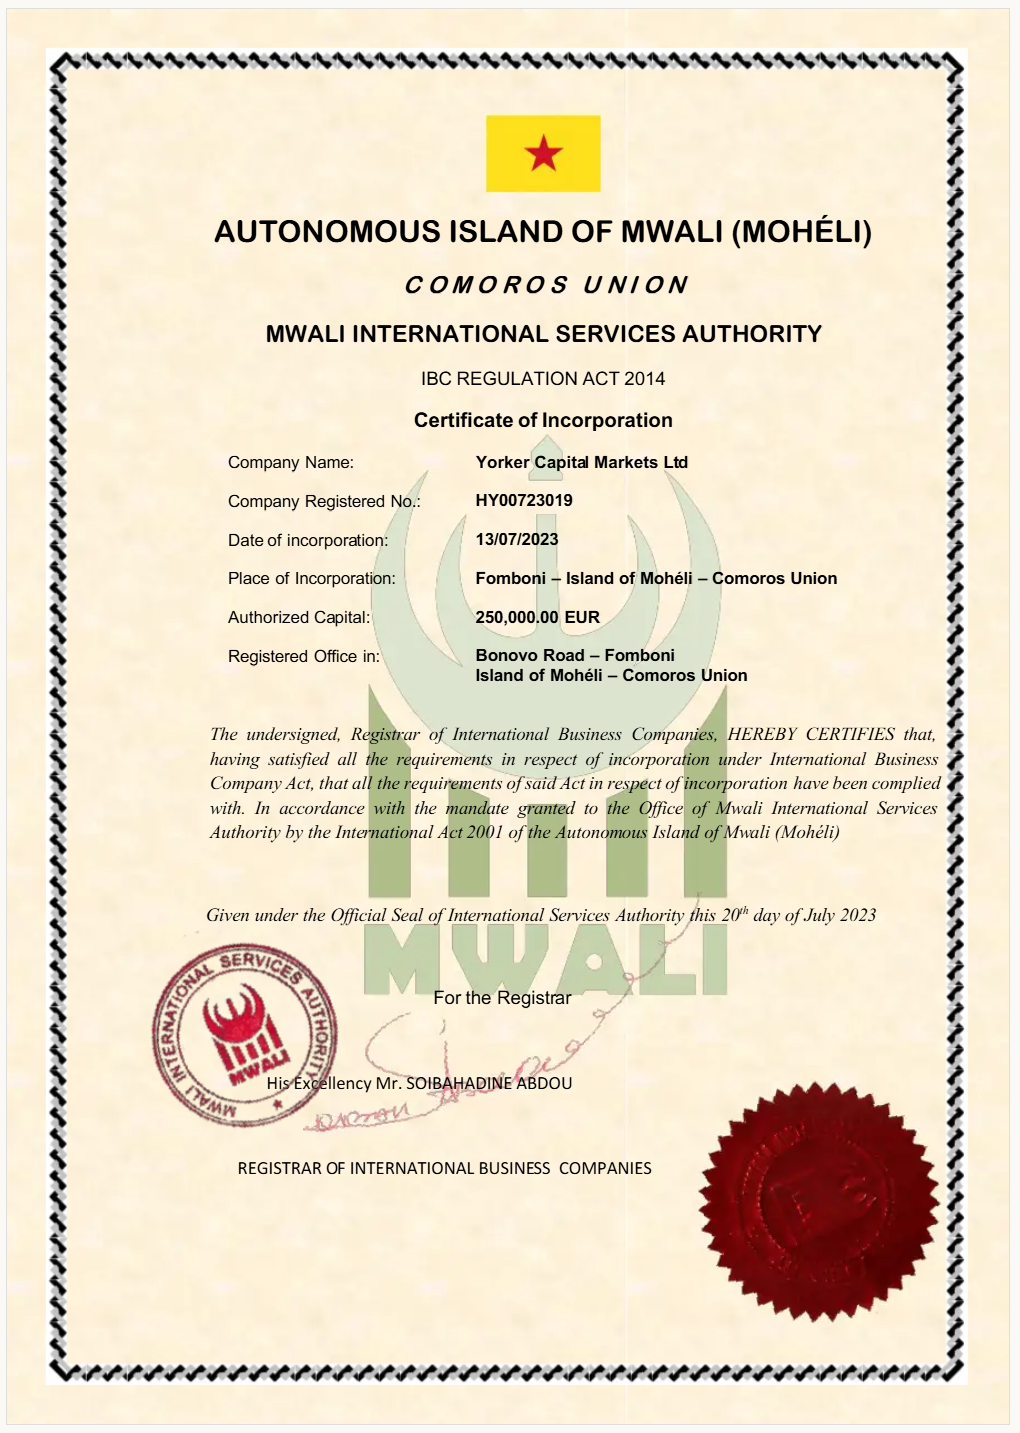 AUTONOMOUS ISLAND OF MWALI (MOHÉLI)
COMOROS UNION
MWALI INTERNATIONAL SERVICES AUTHORITY
IBC REGULATION ACT 2014
Certificate of Incorporation
Company Name: Yorker Capital Markets Ltd
Company Registered No.: HY00723019
Date of incorporation: 13/07/2023
Place of Incorporation: Fomboni – Island of Mohéli – Comoros Union
Authorized Capital: 250,000.00 EUR
Registered Office in: Bonovo Road – Fomboni
Island of Mohéli – Comoros Union
The undersigned, Registrar of International Business Companies, HEREBY CERTIFIES that,
having satisfied all the requirements in respect of incorporation under International Business
Company Act, that all the requirements of said Act in respect of incorporation have been complied
with. In accordance with the mandate granted to the Office of Mwali International Services
Authority by the International Act 2001 of the Autonomous Island of Mwali (Mohéli)
Given under the Official Seal of International Services Authority this 20th day of July 2023
MWALI
For the Registrar
MWALI INTERNATIONAL SERVICES AUTHORITY
MWALI
MWALI
His Excellency Mr. SOIBAHADINE ABDOU
REGISTRAR OF INTERNATIONAL BUSINESS COMPANIES